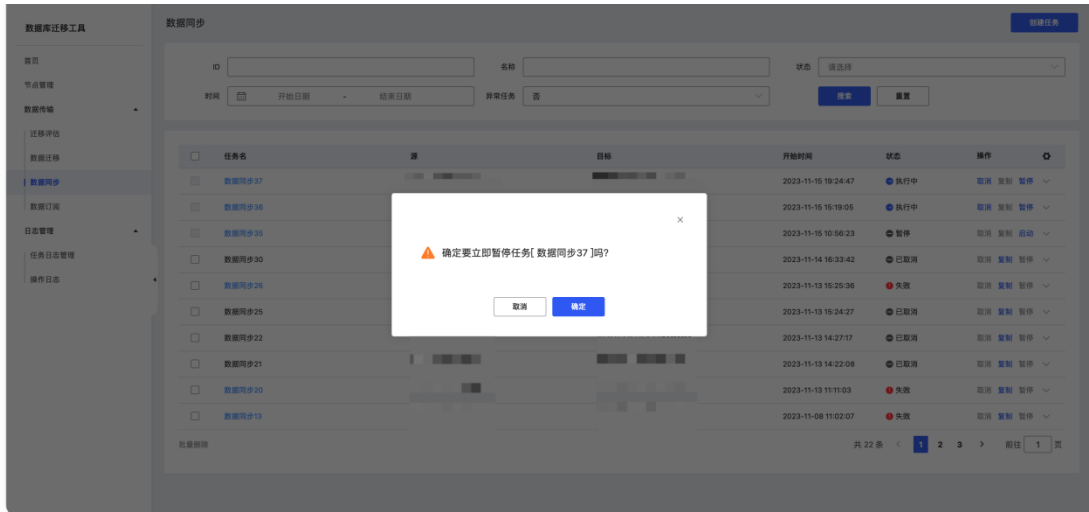 数据库迁移工具
首页
节点管理
数据传输
迁移评估
数据迁移
数据同步
数据订阅
日志管理
任务日志管理
操作日志
数据同步 创建任务
ID 名称 状态 请选择
时间 开始日期 - 结束日期 异常任务 否 搜索 重置
任务名 源 目标 开始时间 状态 操作
数据同步37 2023-11-15 19:24:47 执行中 取消 复制 暂停
数据同步36 2023-11-15 15:19:05 执行中 取消 复制 暂停
数据同步35 2023-11-15 10:56:23 暂停 取消 复制 启动
数据同步30 2023-11-14 16:33:42 已取消 取消 复制 暂停
数据同步26 2023-11-13 15:25:36 失败 取消 复制 暂停
数据同步25 2023-11-13 15:24:27 已取消 取消 复制 暂停
数据同步22 2023-11-13 14:27:17 已取消 取消 复制 暂停
数据同步21 2023-11-13 14:22:08 已取消 取消 复制 暂停
数据同步20 2023-11-13 11:11:03 失败 取消 复制 暂停
数据同步13 2023-11-08 11:02:07 失败 取消 复制 暂停
批量删除 共 22 条 < 1 2 3 > 前往 1 页
确定要立即暂停任务[ 数据同步37 ]吗?
取消 确定